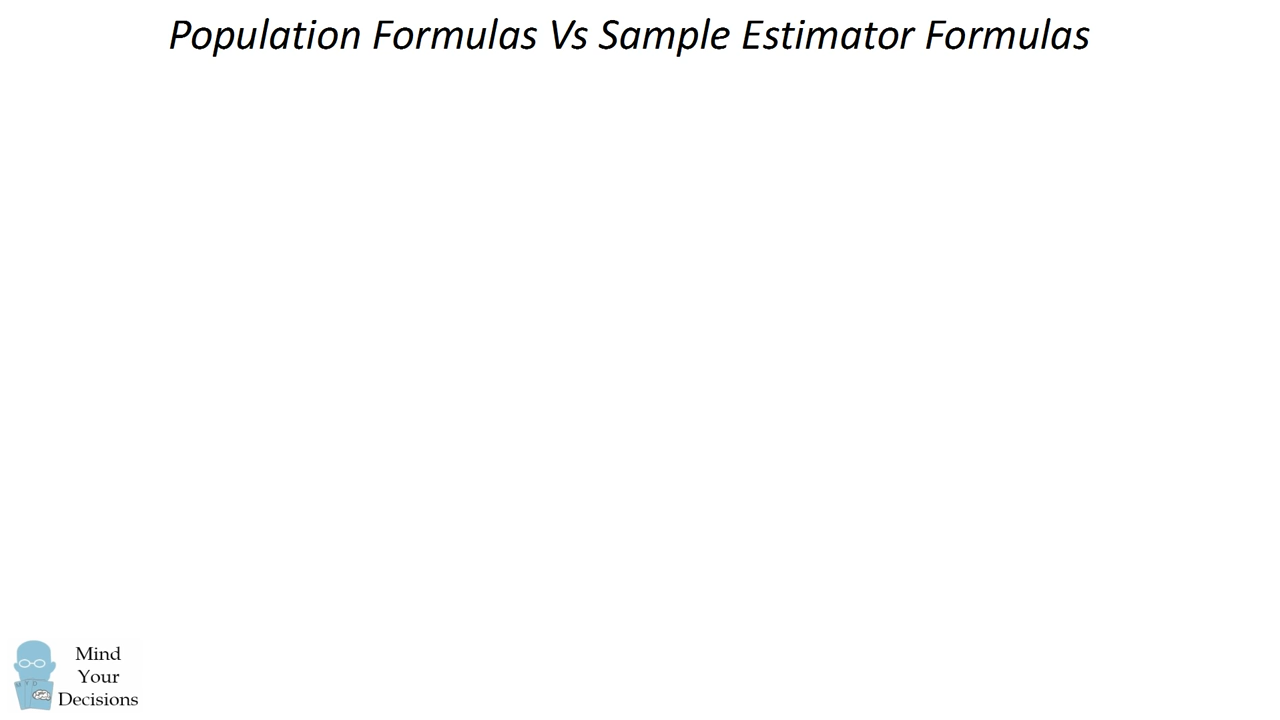 Population Formulas Vs Sample Estimator Formulas
Mind
Your
Decisions